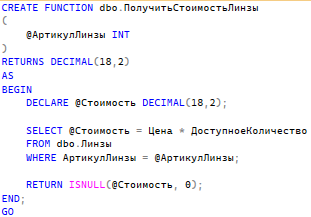 CREATE FUNCTION dbo.ПолучитьСтоимостьЛинзы
(
    @АртикулЛинзы INT
)
RETURNS DECIMAL(18,2)
AS
BEGIN
    DECLARE @Стоимость DECIMAL(18,2);

    SELECT @Стоимость = Цена * ДоступноеКоличество
    FROM dbo.Линзы
    WHERE АртикулЛинзы = @АртикулЛинзы;

    RETURN ISNULL(@Стоимость, 0);
END;
GO